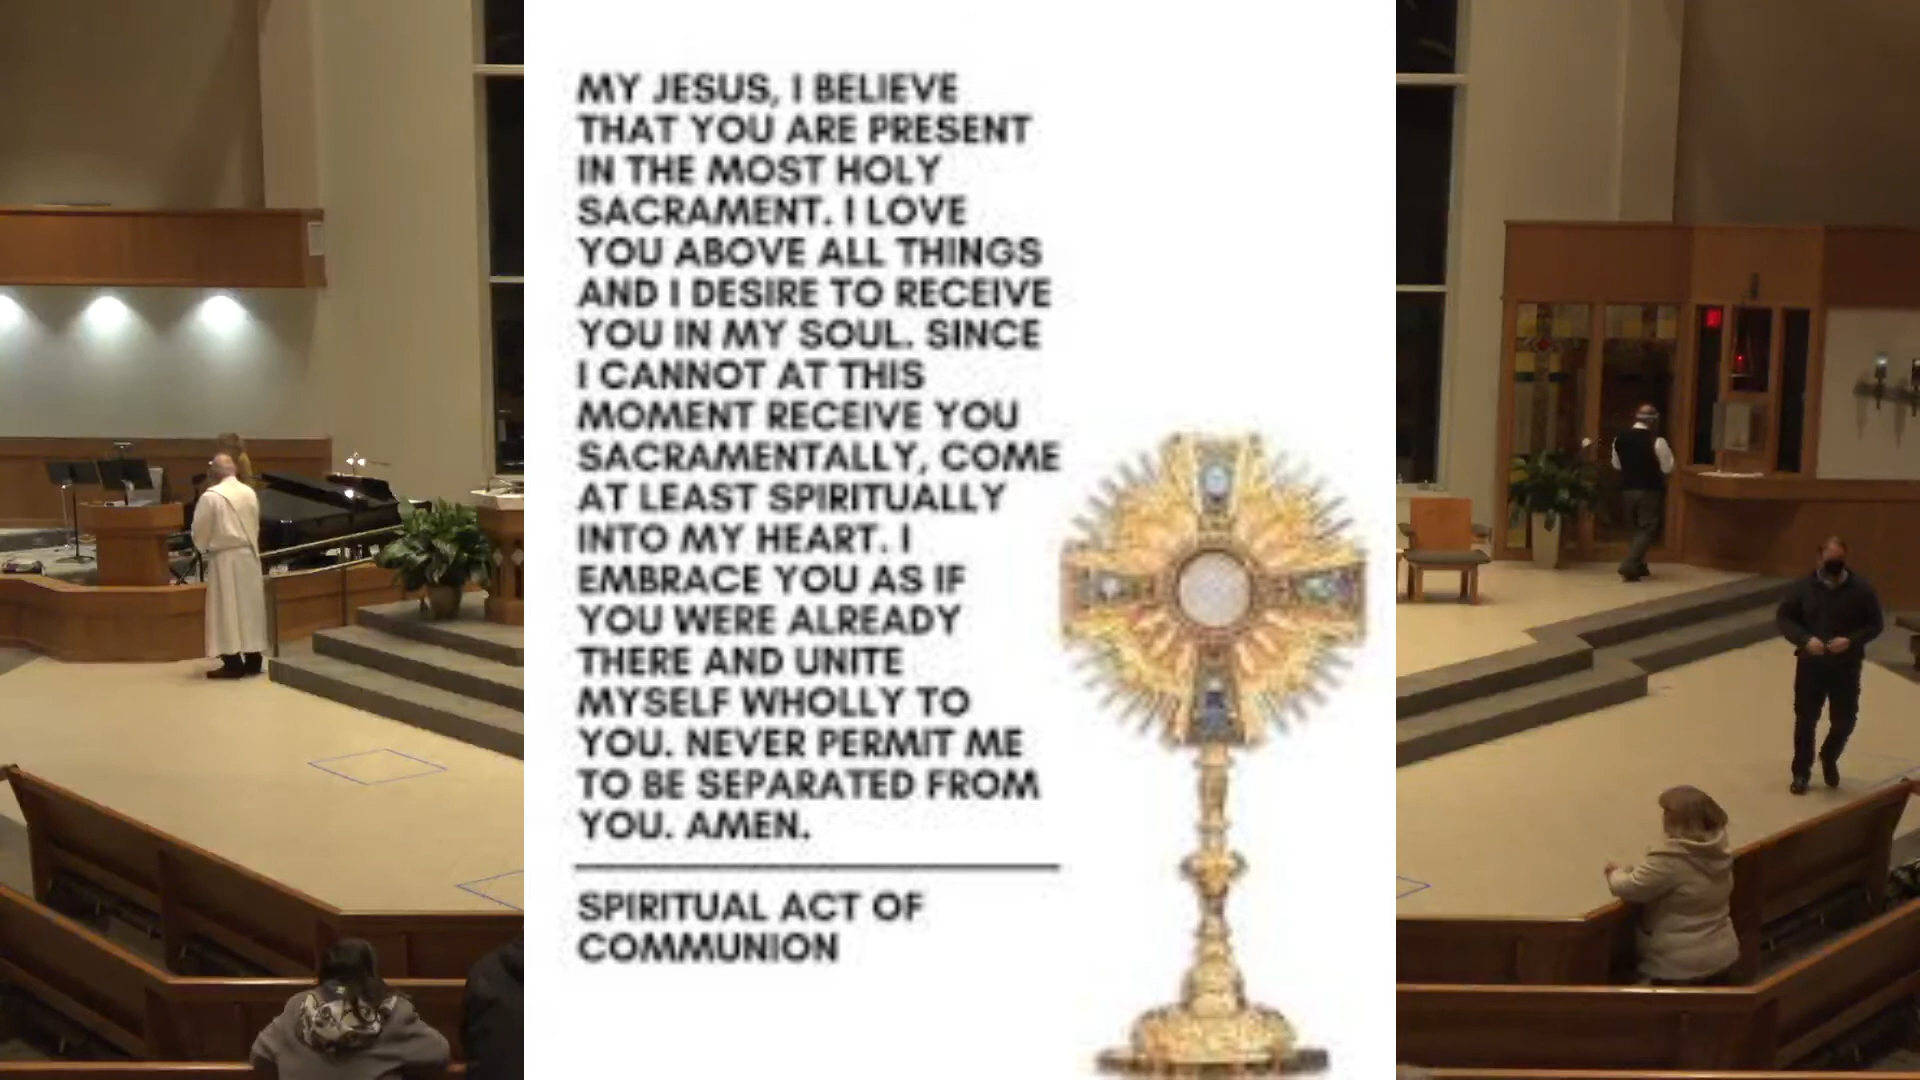 MY JESUS, I BELIEVE
THAT YOU ARE PRESENT
IN THE MOST HOLY
SACRAMENT. I LOVE
YOU ABOVE ALL THINGS
AND I DESIRE TO RECEIVE
YOU IN MY SOUL. SINCE
I CANNOT AT THIS
MOMENT RECEIVE YOU
SACRAMENTALLY, COME
AT LEAST SPIRITUALLY
INTO MY HEART. I
EMBRACE YOU AS IF
YOU WERE ALREADY
THERE AND UNITE
MYSELF WHOLLY TO
YOU. NEVER PERMIT ME
TO BE SEPARATED FROM
YOU. AMEN.
SPIRITUAL ACT OF
COMMUNION